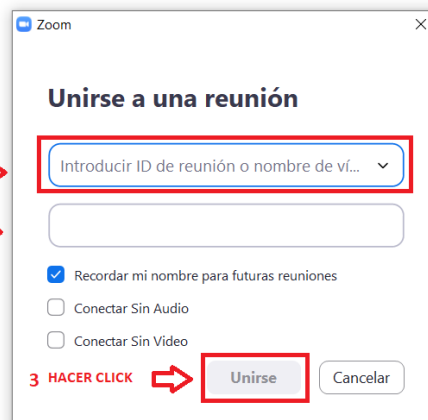 Zoom
Unirse a una reunión
Introducir ID de reunión o nombre de ví...
Recordar mi nombre para futuras reuniones
Conectar Sin Audio
Conectar Sin Video
3 HACER CLICK Unirse Cancelar